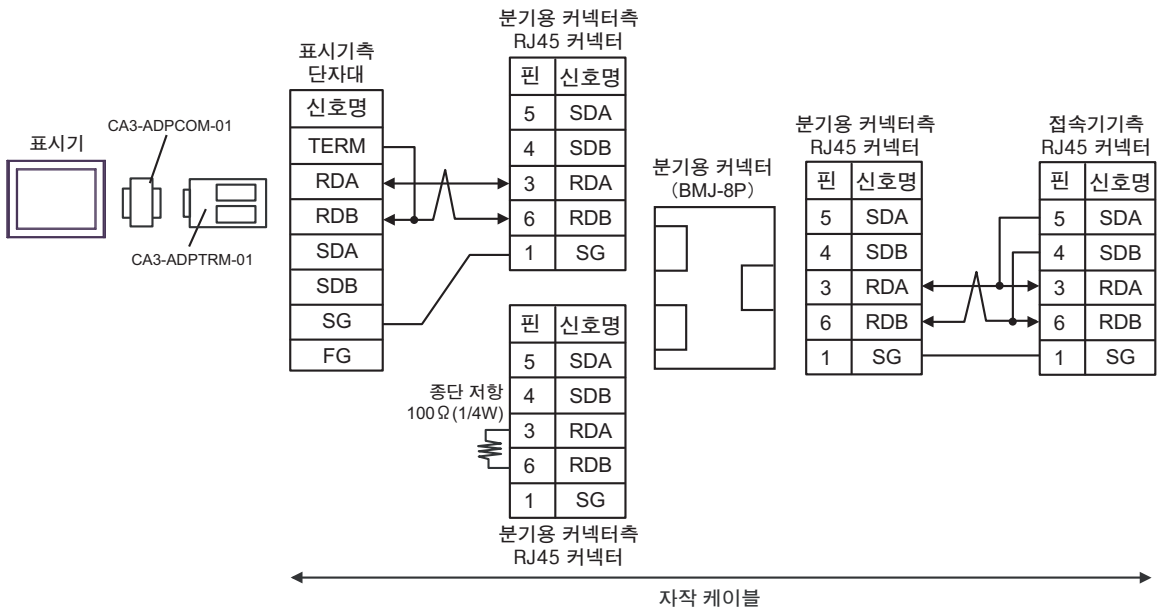 표시기
CA3-ADPCOM-01
CA3-ADPTRM-01
표시기측
단자대
신호명
TERM
RDA
RDB
SDA
SDB
SG
FG
분기용 커넥터측
RJ45 커넥터
핀 신호명
5 SDA
4 SDB
3 RDA
6 RDB
1 SG
종단 저항
100Ω(1/4W)
핀 신호명
5 SDA
4 SDB
3 RDA
6 RDB
1 SG
분기용 커넥터측
RJ45 커넥터
분기용 커넥터
(BMJ-8P)
분기용 커넥터측
RJ45 커넥터
핀 신호명
5 SDA
4 SDB
3 RDA
6 RDB
1 SG
접속기기측
RJ45 커넥터
핀 신호명
5 SDA
4 SDB
3 RDA
6 RDB
1 SG
자작 케이블